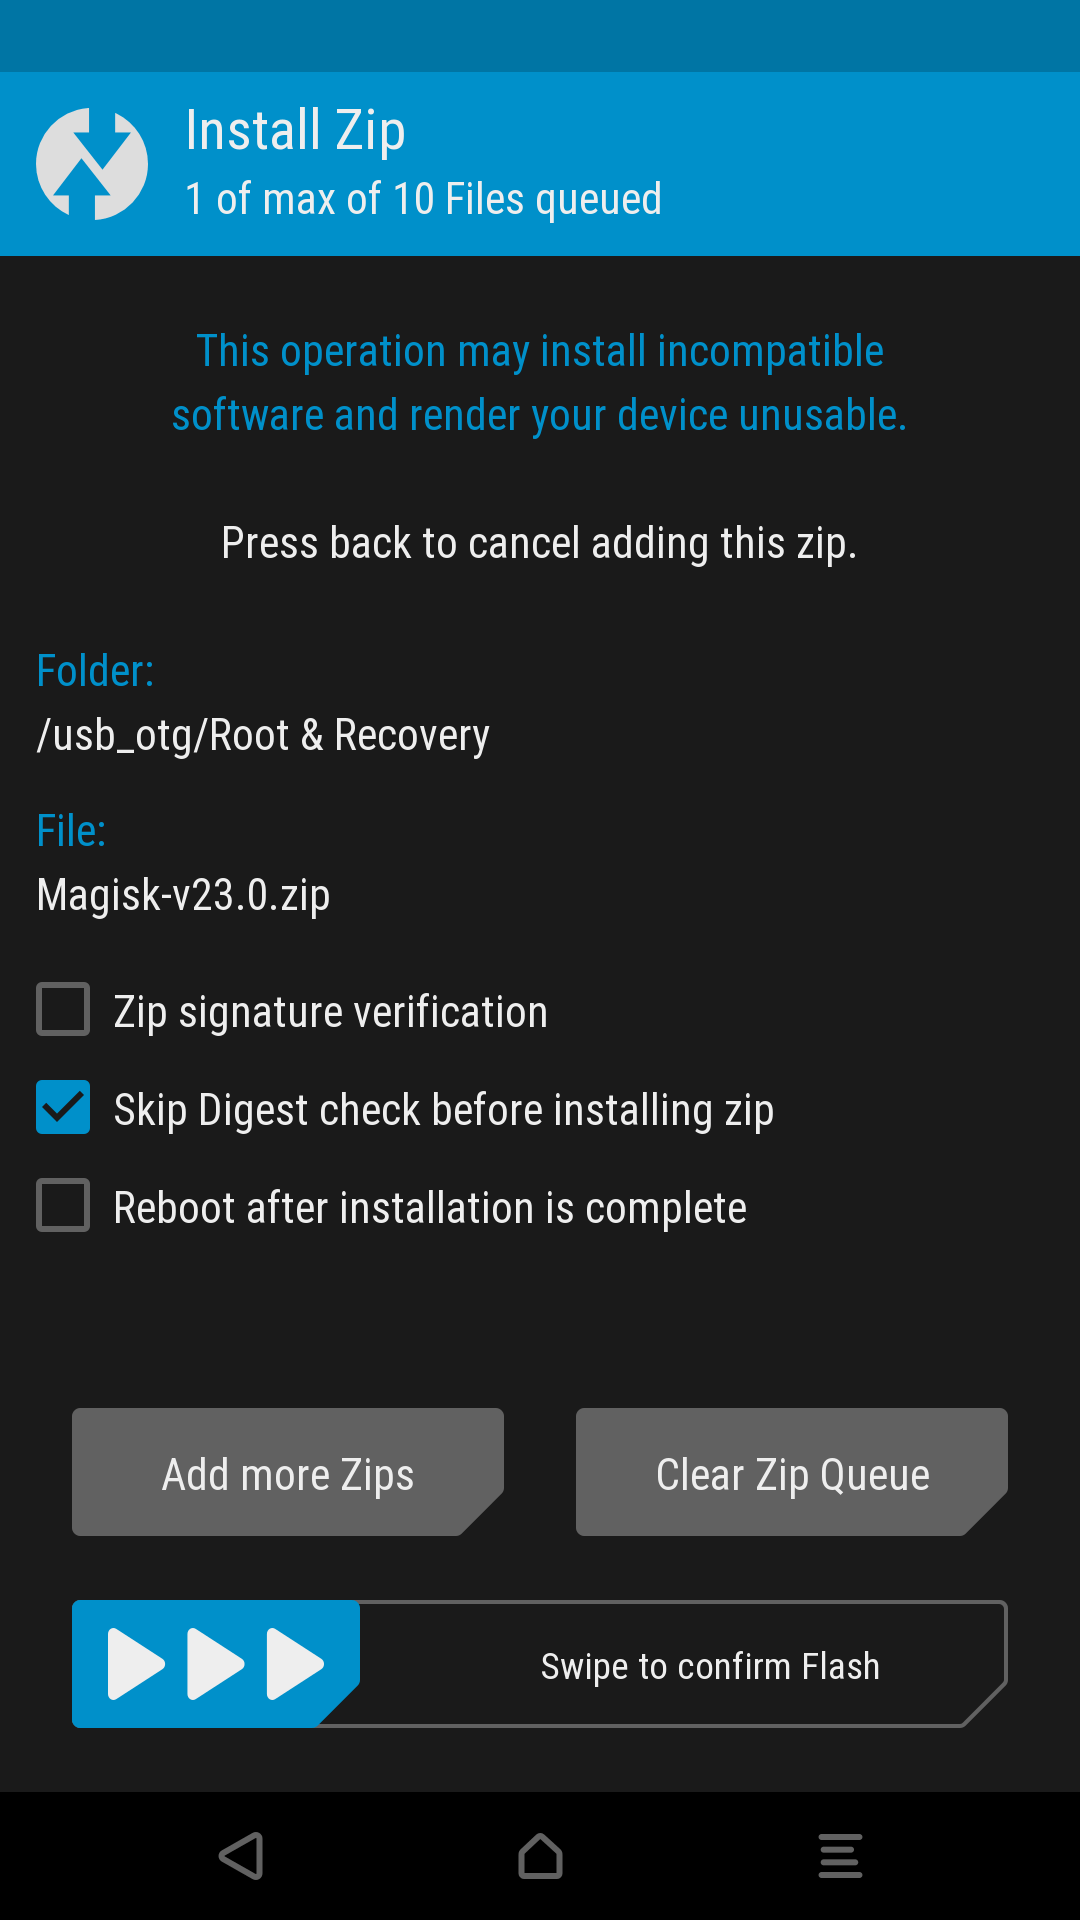 Install Zip
1 of max of 10 Files queued
This operation may install incompatible
software and render your device unusable.
Press back to cancel adding this zip.
Folder:
/usb_otg/Root & Recovery
File:
Magisk-v23.0.zip
Zip signature verification
Skip Digest check before installing zip
Reboot after installation is complete
Add more Zips
Clear Zip Queue
Swipe to confirm Flash